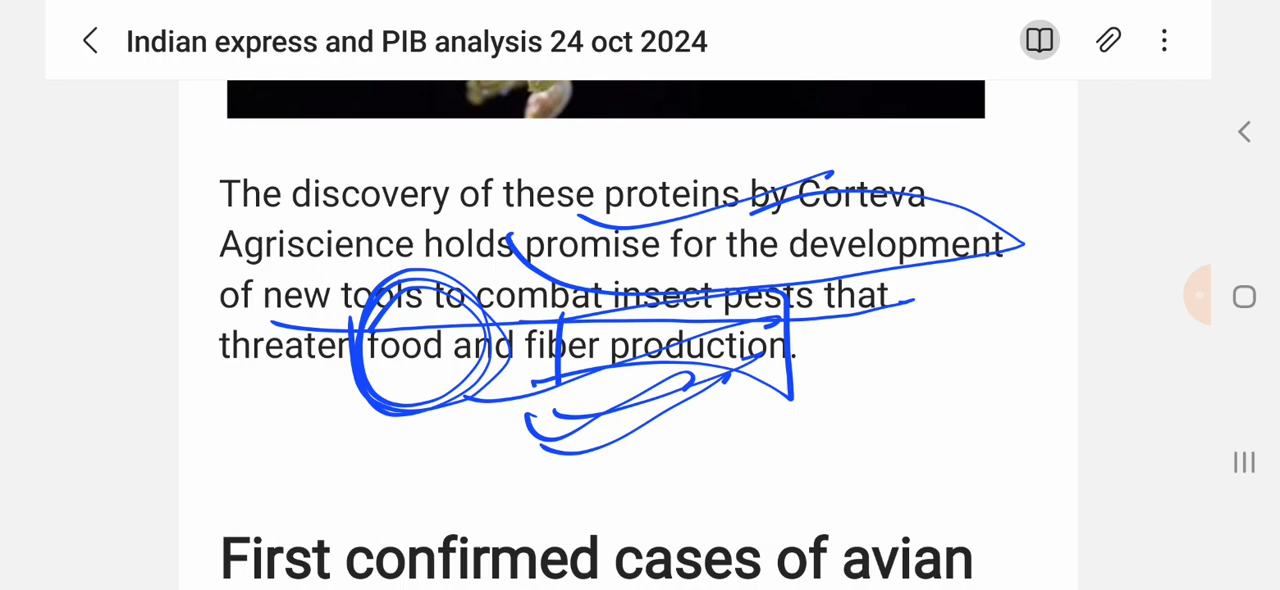 Indian express and PIB analysis 24 oct 2024
The discovery of these proteins by Corteva
Agriscience holds promise for the development
of new tools to combat insect pests that
threaten food and fiber production.
First confirmed cases of avian